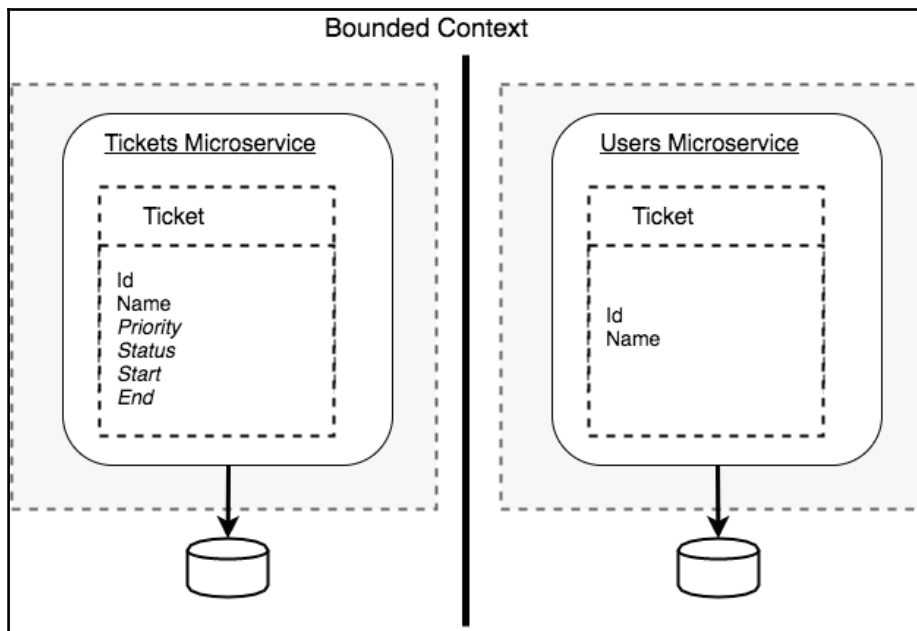 Bounded Context
Tickets Microservice
Ticket
Id
Name
Priority
Status
Start
End
Users Microservice
Ticket
Id
Name